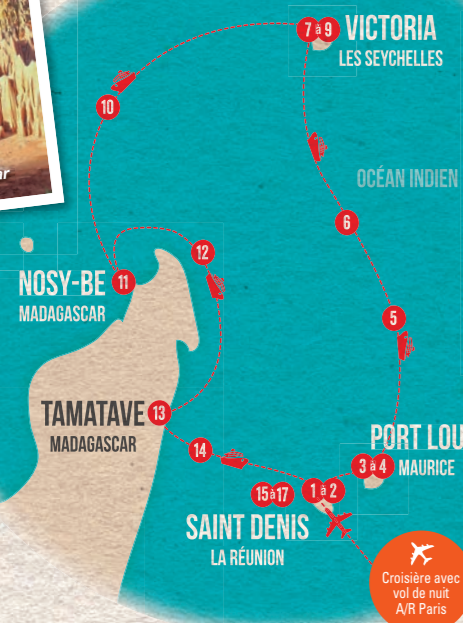 7 à 9
VICTORIA
LES SEYCHELLES
10
OCÉAN INDIEN
6
12
11
NOSY-BE
MADAGASCAR
5
TAMATAVE
13
MADAGASCAR
14
PORT LOU
3 à 4
MAURICE
15 à 17
1 à 2
SAINT DENIS
LA RÉUNION
Croisière avec
vol de nuit
A/R Paris